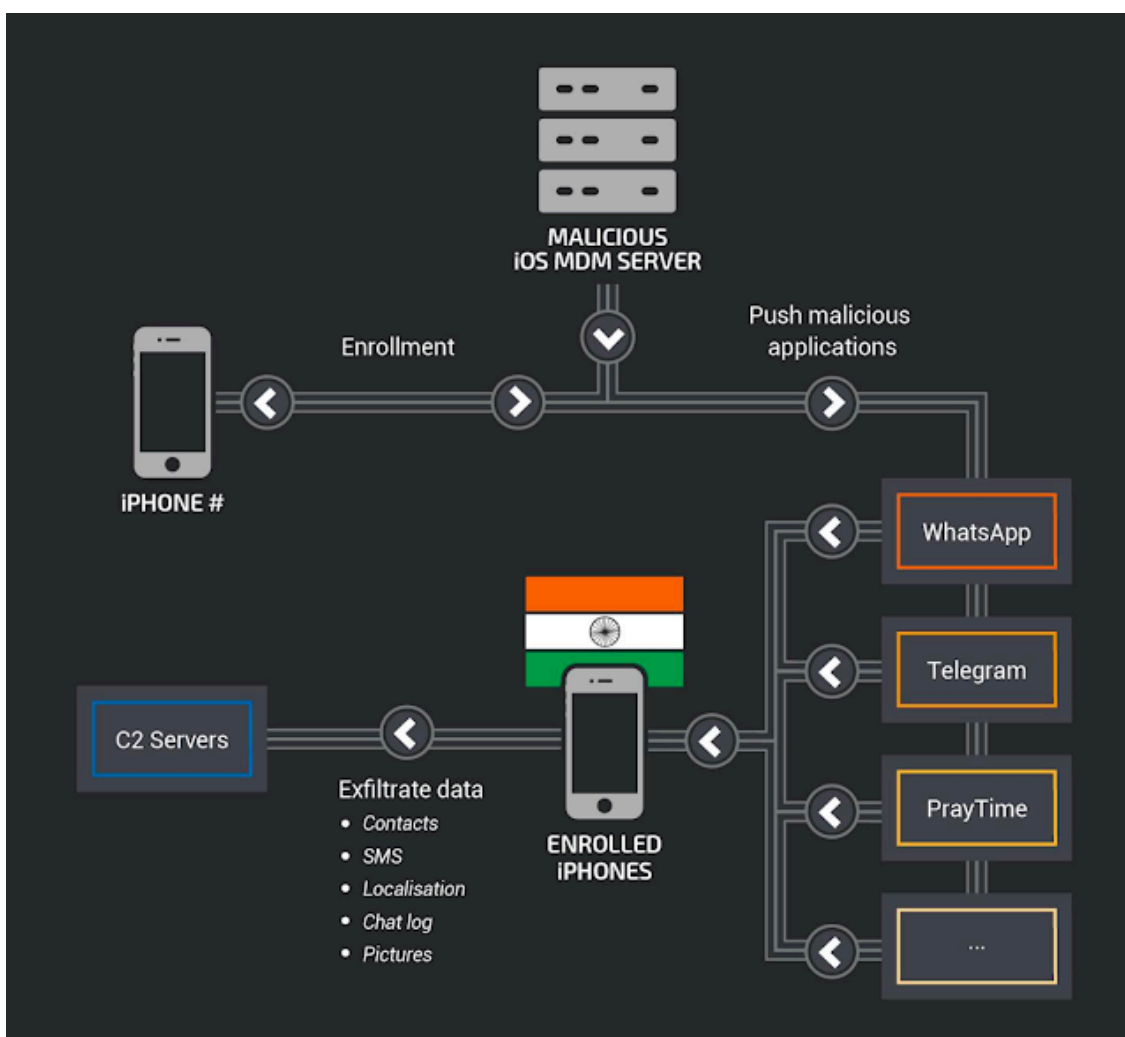 MALICIOUS
iOS MDM SERVER
Enrollment
Push malicious
applications
iPHONE #
WhatsApp
Telegram
PrayTime
...
C2 Servers
Exfiltrate data
• Contacts
• SMS
• Localisation
• Chat log
• Pictures
ENROLLED
iPHONES